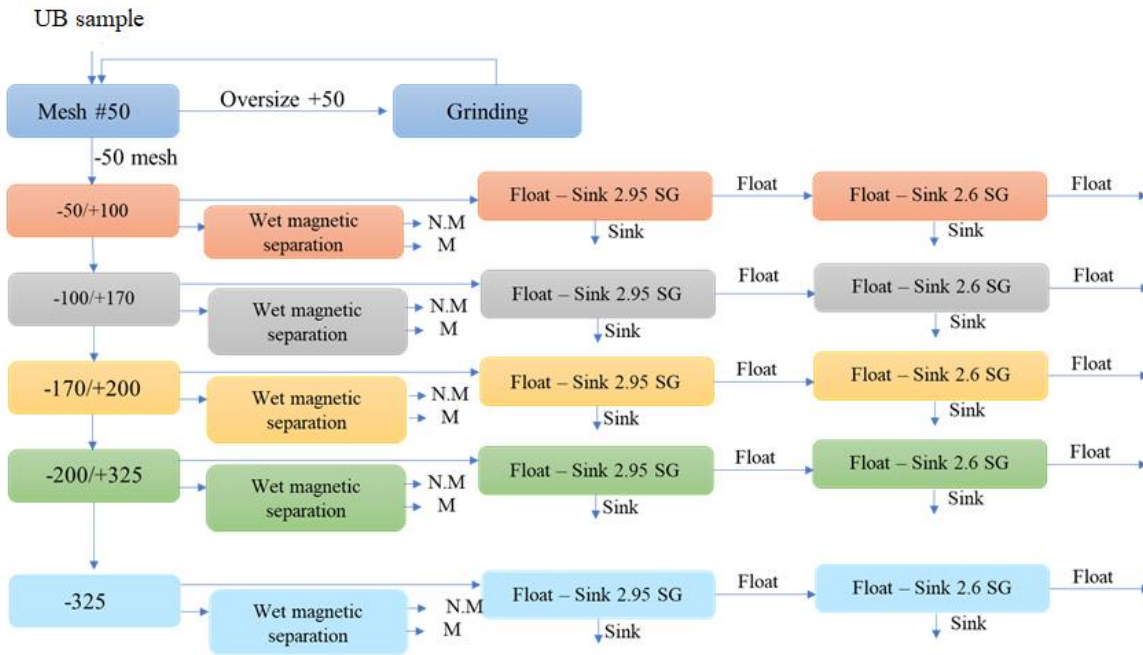 UB sample
Mesh #50
Oversize +50
Grinding
-50 mesh
-50/+100
Wet magnetic
separation
N.M
M
Float – Sink 2.95 SG
Sink
Float
Float – Sink 2.6 SG
Sink
Float
-100/+170
Wet magnetic
separation
N.M
M
Float – Sink 2.95 SG
Sink
Float
Float – Sink 2.6 SG
Sink
Float
-170/+200
Wet magnetic
separation
N.M
M
Float – Sink 2.95 SG
Sink
Float
Float – Sink 2.6 SG
Sink
Float
-200/+325
Wet magnetic
separation
N.M
M
Float – Sink 2.95 SG
Sink
Float
Float – Sink 2.6 SG
Sink
Float
-325
Wet magnetic
separation
N.M
M
Float – Sink 2.95 SG
Sink
Float
Float – Sink 2.6 SG
Sink
Float